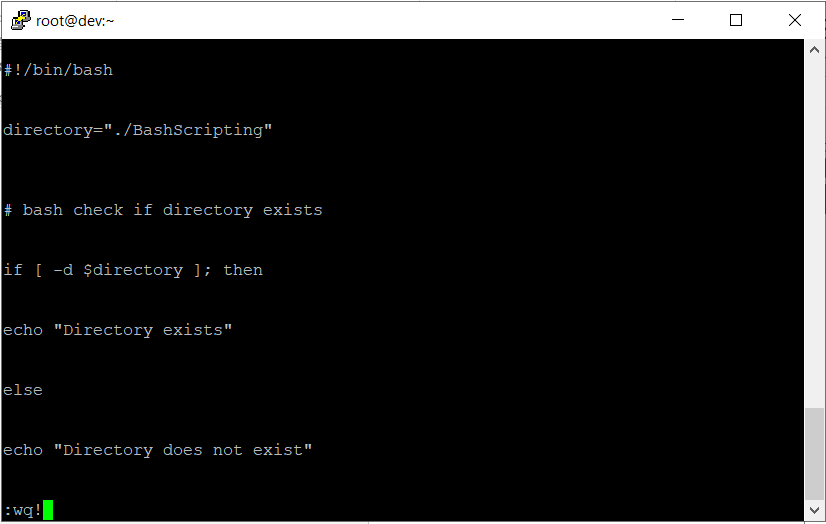 root@dev:~
#!/bin/bash
directory="./BashScripting"
# bash check if directory exists
if [ -d $directory ]; then
echo "Directory exists"
else
echo "Directory does not exist"
:wq!